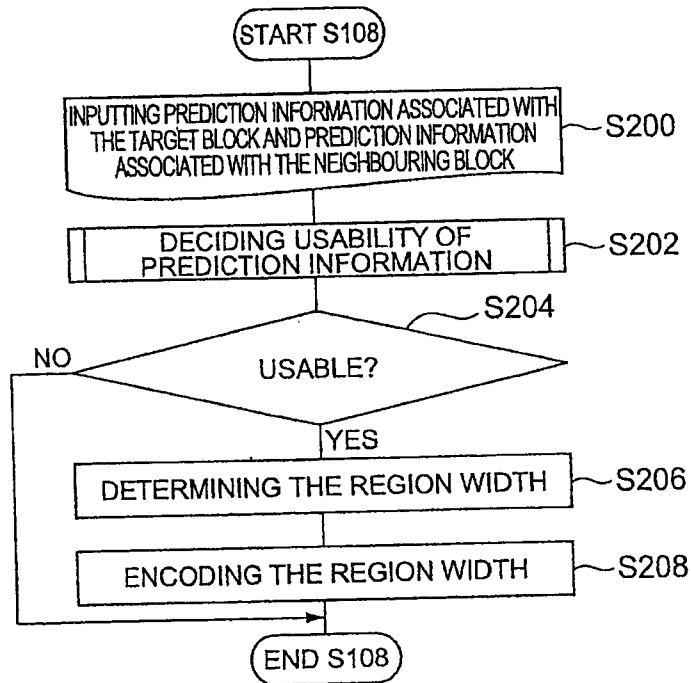 START S108
INPUTTING PREDICTION INFORMATION ASSOCIATED WITH
THE TARGET BLOCK AND PREDICTION INFORMATION
ASSOCIATED WITH THE NEIGHBOURING BLOCK
S200
DECIDING USABILITY OF
PREDICTION INFORMATION
S202
S204
NO
USABLE?
YES
DETERMINING THE REGION WIDTH
S206
ENCODING THE REGION WIDTH
S208
END S108